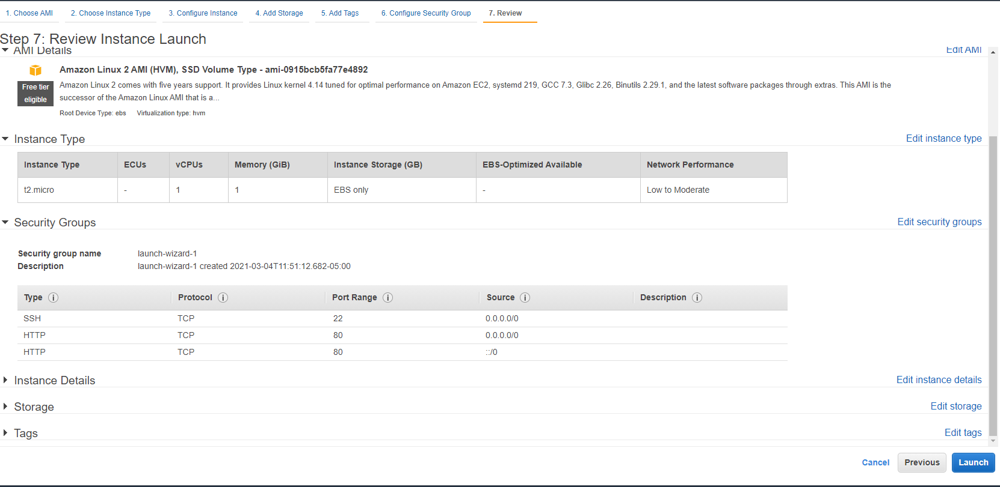 1. Choose AMI 2. Choose Instance Type 3. Configure Instance 4. Add Storage 5. Add Tags 6. Configure Security Group 7. Review
Step 7: Review Instance Launch
AMI Details Edit AMI
Amazon Linux 2 AMI (HVM), SSD Volume Type - ami-0915bcb5fa77e4892
Free tier eligible
Amazon Linux 2 comes with five years support. It provides Linux kernel 4.14 tuned for optimal performance on Amazon EC2, systemd 219, GCC 7.3, Glibc 2.26, Binutils 2.29.1, and the latest software packages through extras. This AMI is the
successor of the Amazon Linux AMI that is a...
Root Device Type: ebs Virtualization type: hvm
Instance Type Edit instance type
Instance Type ECUs vCPUs Memory (GiB) Instance Storage (GB) EBS-Optimized Available Network Performance
t2.micro - 1 1 EBS only - Low to Moderate
Security Groups Edit security groups
Security group name launch-wizard-1
Description launch-wizard-1 created 2021-03-04T11:51:12.682-05:00
Type i Protocol i Port Range i Source i Description i
SSH TCP 22 0.0.0.0/0
HTTP TCP 80 0.0.0.0/0
HTTP TCP 80 ::/0
Instance Details Edit instance details
Storage Edit storage
Tags Edit tags
Cancel Previous Launch